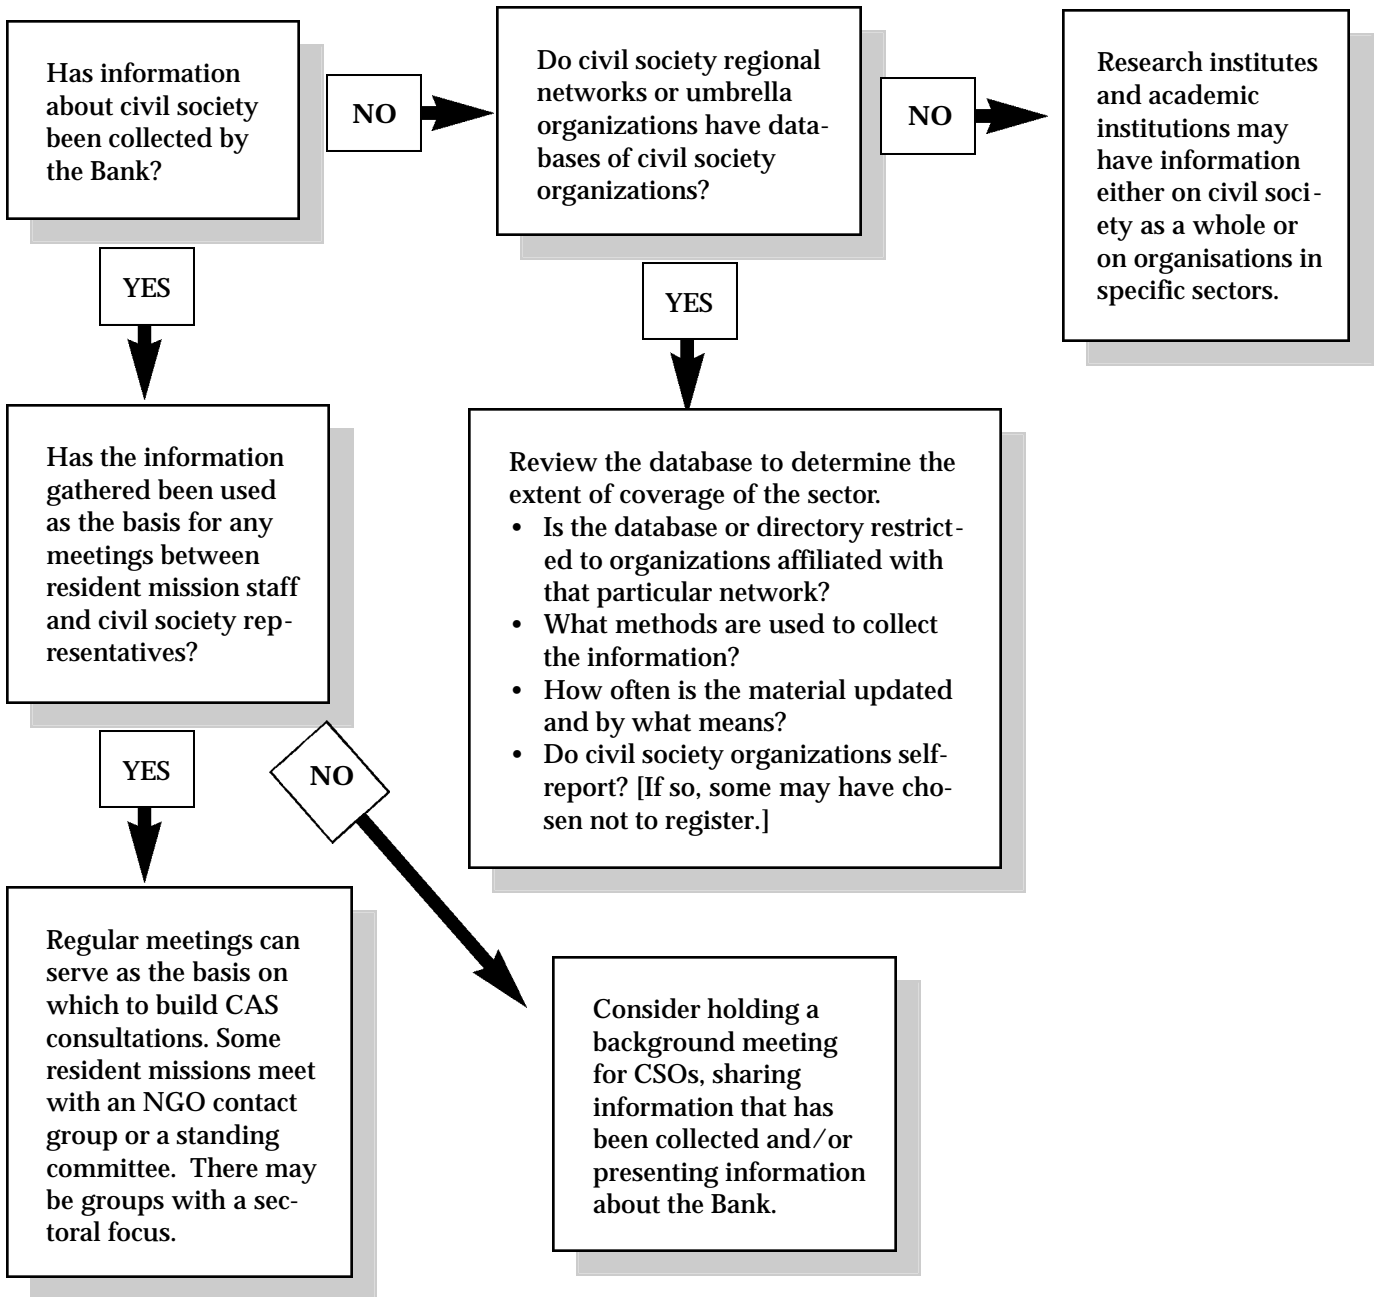 Has information
about civil society
been collected by
the Bank?
NO
Do civil society regional
networks or umbrella
organizations have data-
bases of civil society
organizations?
NO
Research institutes
and academic
institutions may
have information
either on civil soci-
ety as a whole or
on organisations in
specific sectors.
YES
YES
Has the information
gathered been used
as the basis for any
meetings between
resident mission staff
and civil society rep-
resentatives?
Review the database to determine the
extent of coverage of the sector.
• Is the database or directory restrict-
ed to organizations affiliated with
that particular network?
• What methods are used to collect
the information?
• How often is the material updated
and by what means?
• Do civil society organizations self-
report? [If so, some may have cho-
sen not to register.]
YES
NO
Regular meetings can
serve as the basis on
which to build CAS
consultations. Some
resident missions meet
with an NGO contact
group or a standing
committee.  There may
be groups with a sec-
toral focus.
Consider holding a
background meeting
for CSOs, sharing
information that has
been collected and/or
presenting information
about the Bank.